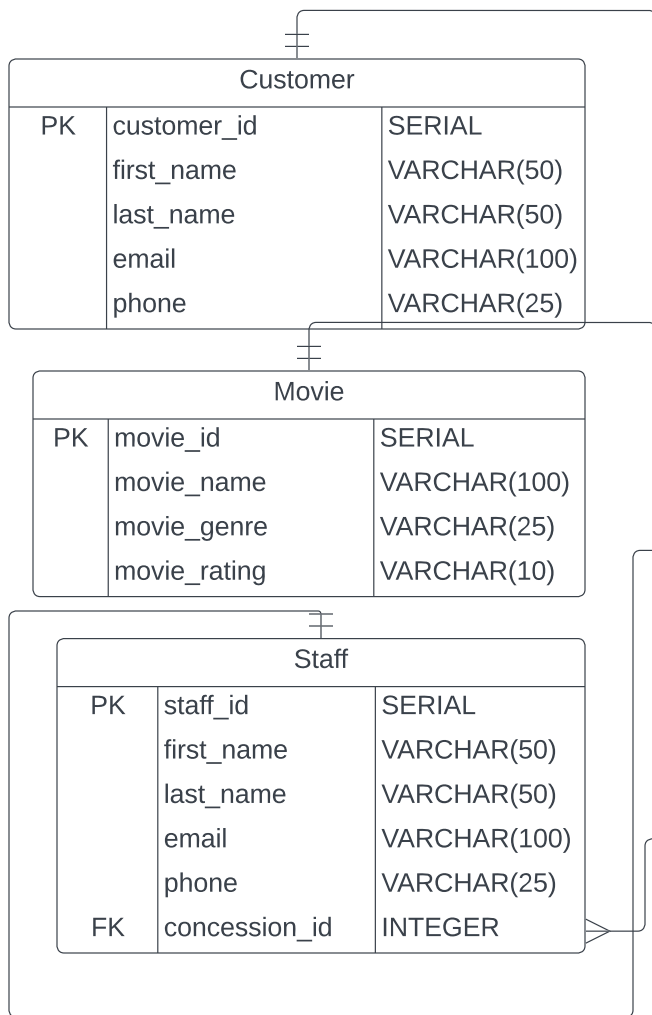 Customer
PK customer_id SERIAL
first_name VARCHAR(50)
last_name VARCHAR(50)
email VARCHAR(100)
phone VARCHAR(25)
Movie
PK movie_id SERIAL
movie_name VARCHAR(100)
movie_genre VARCHAR(25)
movie_rating VARCHAR(10)
Staff
PK staff_id SERIAL
first_name VARCHAR(50)
last_name VARCHAR(50)
email VARCHAR(100)
phone VARCHAR(25)
FK concession_id INTEGER